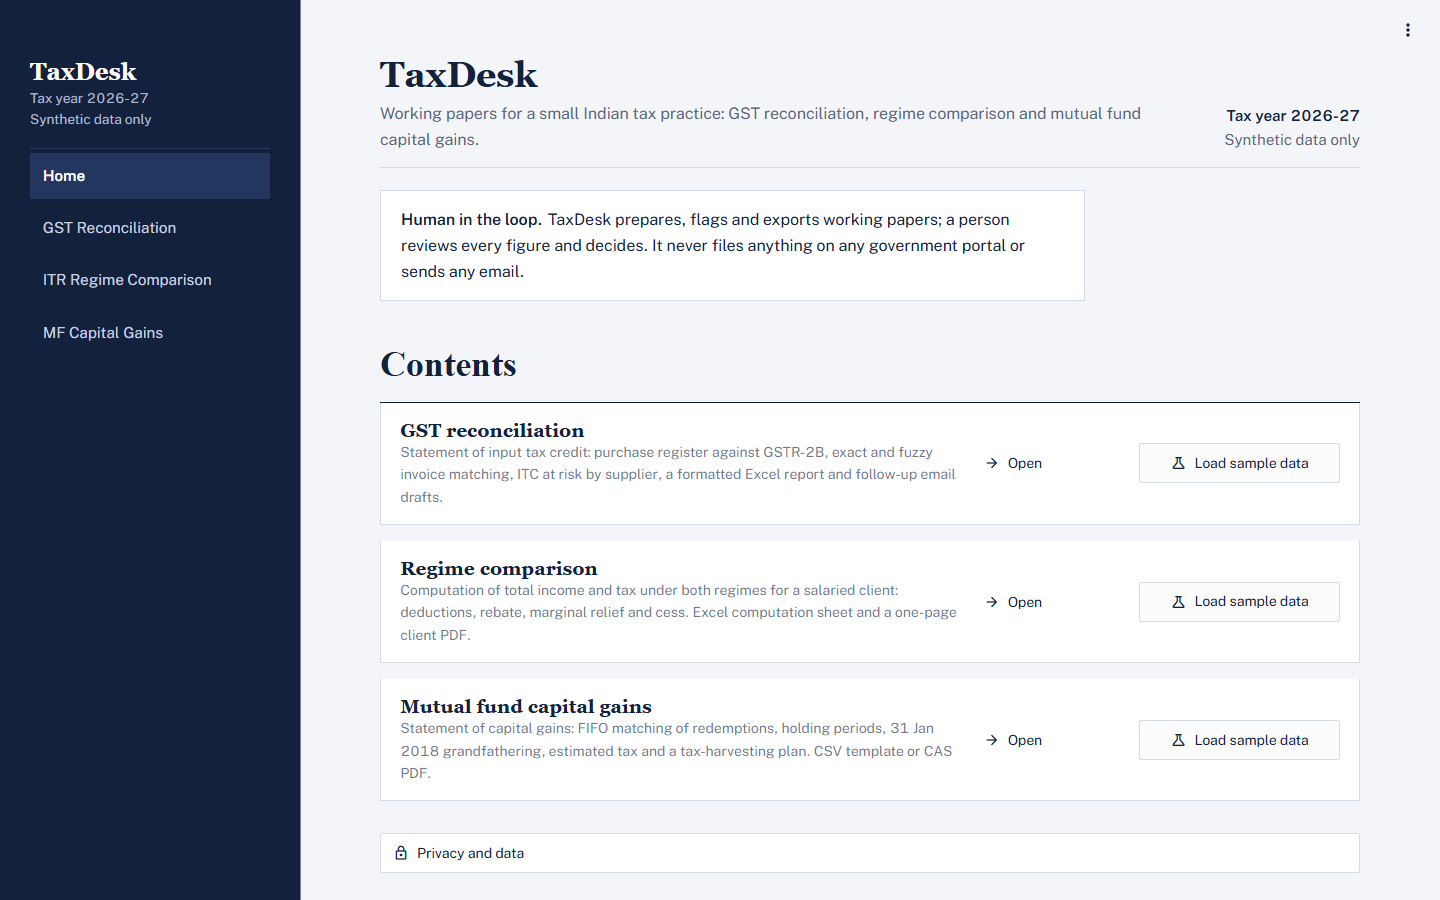 TaxDesk
Tax year 2026-27
Synthetic data only
Home
GST Reconciliation
ITR Regime Comparison
MF Capital Gains
TaxDesk
Working papers for a small Indian tax practice: GST reconciliation, regime comparison and mutual fund
capital gains.
Tax year 2026-27
Synthetic data only
Human in the loop. TaxDesk prepares, flags and exports working papers; a person
reviews every figure and decides. It never files anything on any government portal or
sends any email.
Contents
GST reconciliation
Statement of input tax credit: purchase register against GSTR-2B, exact and fuzzy
invoice matching, ITC at risk by supplier, a formatted Excel report and follow-up email
drafts.
Open
Load sample data
Regime comparison
Computation of total income and tax under both regimes for a salaried client:
deductions, rebate, marginal relief and cess. Excel computation sheet and a one-page
client PDF.
Open
Load sample data
Mutual fund capital gains
Statement of capital gains: FIFO matching of redemptions, holding periods, 31 Jan
2018 grandfathering, estimated tax and a tax-harvesting plan. CSV template or CAS
PDF.
Open
Load sample data
Privacy and data